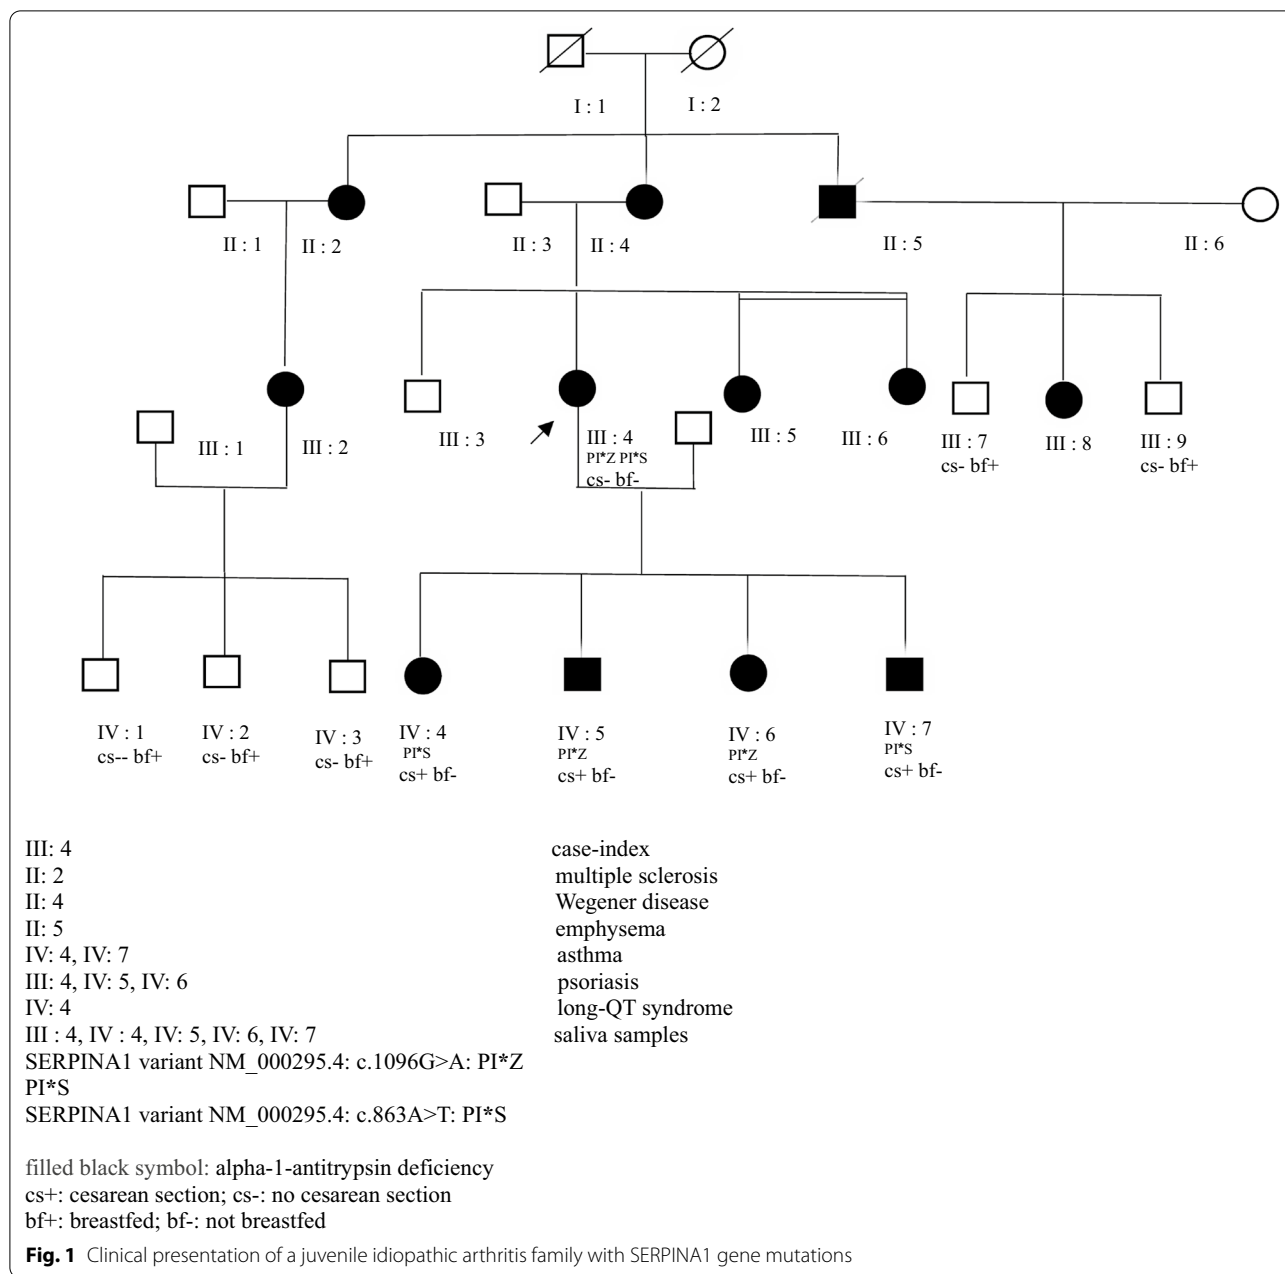 I : 1
I : 2
II : 1
II : 2
II : 3
II : 4
II : 5
II : 6
III : 1
III : 2
III : 3
III : 4
PI*Z PI*S
cs- bf-
III : 5
III : 6
III : 7
cs- bf+
III : 8
III : 9
cs- bf+
IV : 1
cs-- bf+
IV : 2
cs- bf+
IV : 3
cs- bf+
IV : 4
PI*S
cs+ bf-
IV : 5
PI*Z
cs+ bf-
IV : 6
PI*Z
cs+ bf-
IV : 7
PI*S
cs+ bf-
III: 4 case-index
II: 2 multiple sclerosis
II: 4 Wegener disease
II: 5 emphysema
IV: 4, IV: 7 asthma
III: 4, IV: 5, IV: 6 psoriasis
IV: 4 long-QT syndrome
III : 4, IV : 4, IV: 5, IV: 6, IV: 7 saliva samples
SERPINA1 variant NM_000295.4: c.1096G>A: PI*Z
PI*S
SERPINA1 variant NM_000295.4: c.863A>T: PI*S
filled black symbol: alpha-1-antitrypsin deficiency
cs+: cesarean section; cs-: no cesarean section
bf+: breastfed; bf-: not breastfed
Fig. 1 Clinical presentation of a juvenile idiopathic arthritis family with SERPINA1 gene mutations